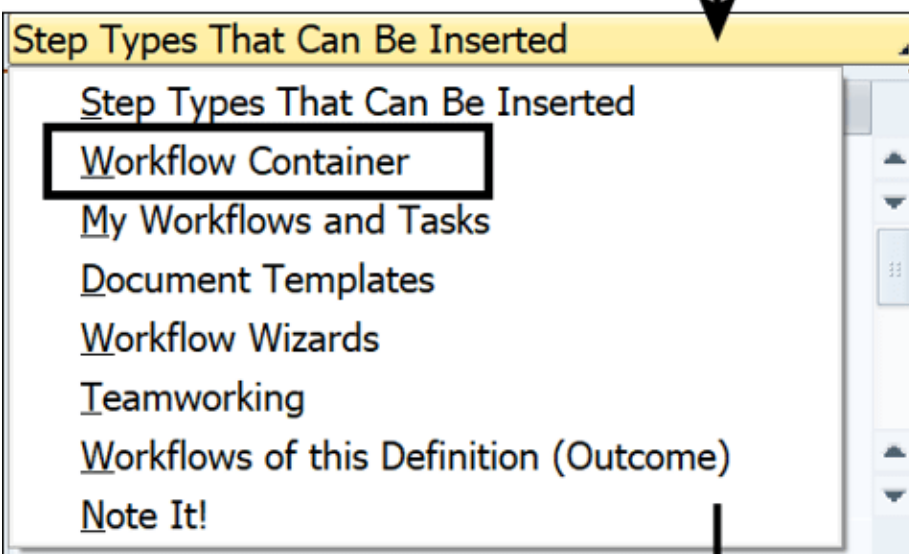 Step Types That Can Be Inserted
Step Types That Can Be Inserted
Workflow Container
My Workflows and Tasks
Document Templates
Workflow Wizards
Teamworking
Workflows of this Definition (Outcome)
Note It!